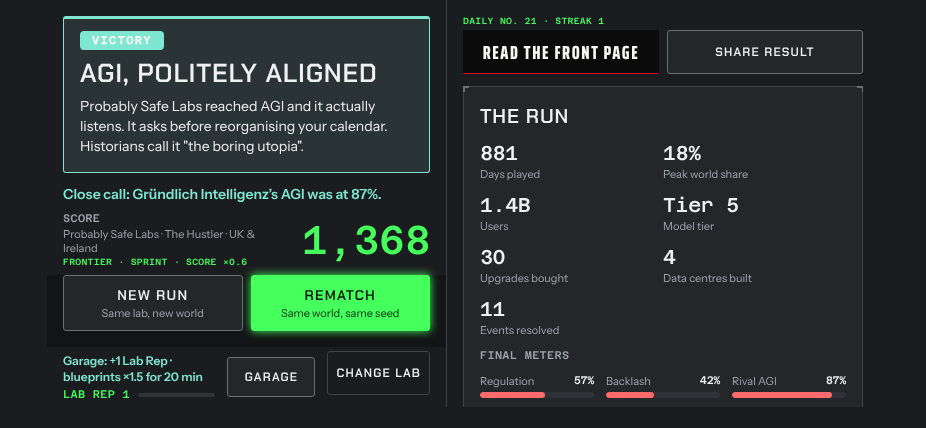 VICTORY
AGI, POLITELY ALIGNED
Probably Safe Labs reached AGI and it actually
listens. It asks before reorganising your calendar.
Historians call it "the boring utopia".
Close call: Gründlich Intelligenz's AGI was at 87%.
SCORE
Probably Safe Labs · The Hustler · UK &
Ireland
FRONTIER · SPRINT · SCORE ×0.6
1,368
NEW RUN
Same lab, new world
REMATCH
Same world, same seed
Garage: +1 Lab Rep ·
blueprints ×1.5 for 20 min
LAB REP 1
GARAGE
CHANGE LAB
DAILY NO. 21 · STREAK 1
READ THE FRONT PAGE
SHARE RESULT
THE RUN
881
Days played
18%
Peak world share
1.4B
Users
Tier 5
Model tier
30
Upgrades bought
4
Data centres built
11
Events resolved
FINAL METERS
Regulation 57%
Backlash 42%
Rival AGI 87%